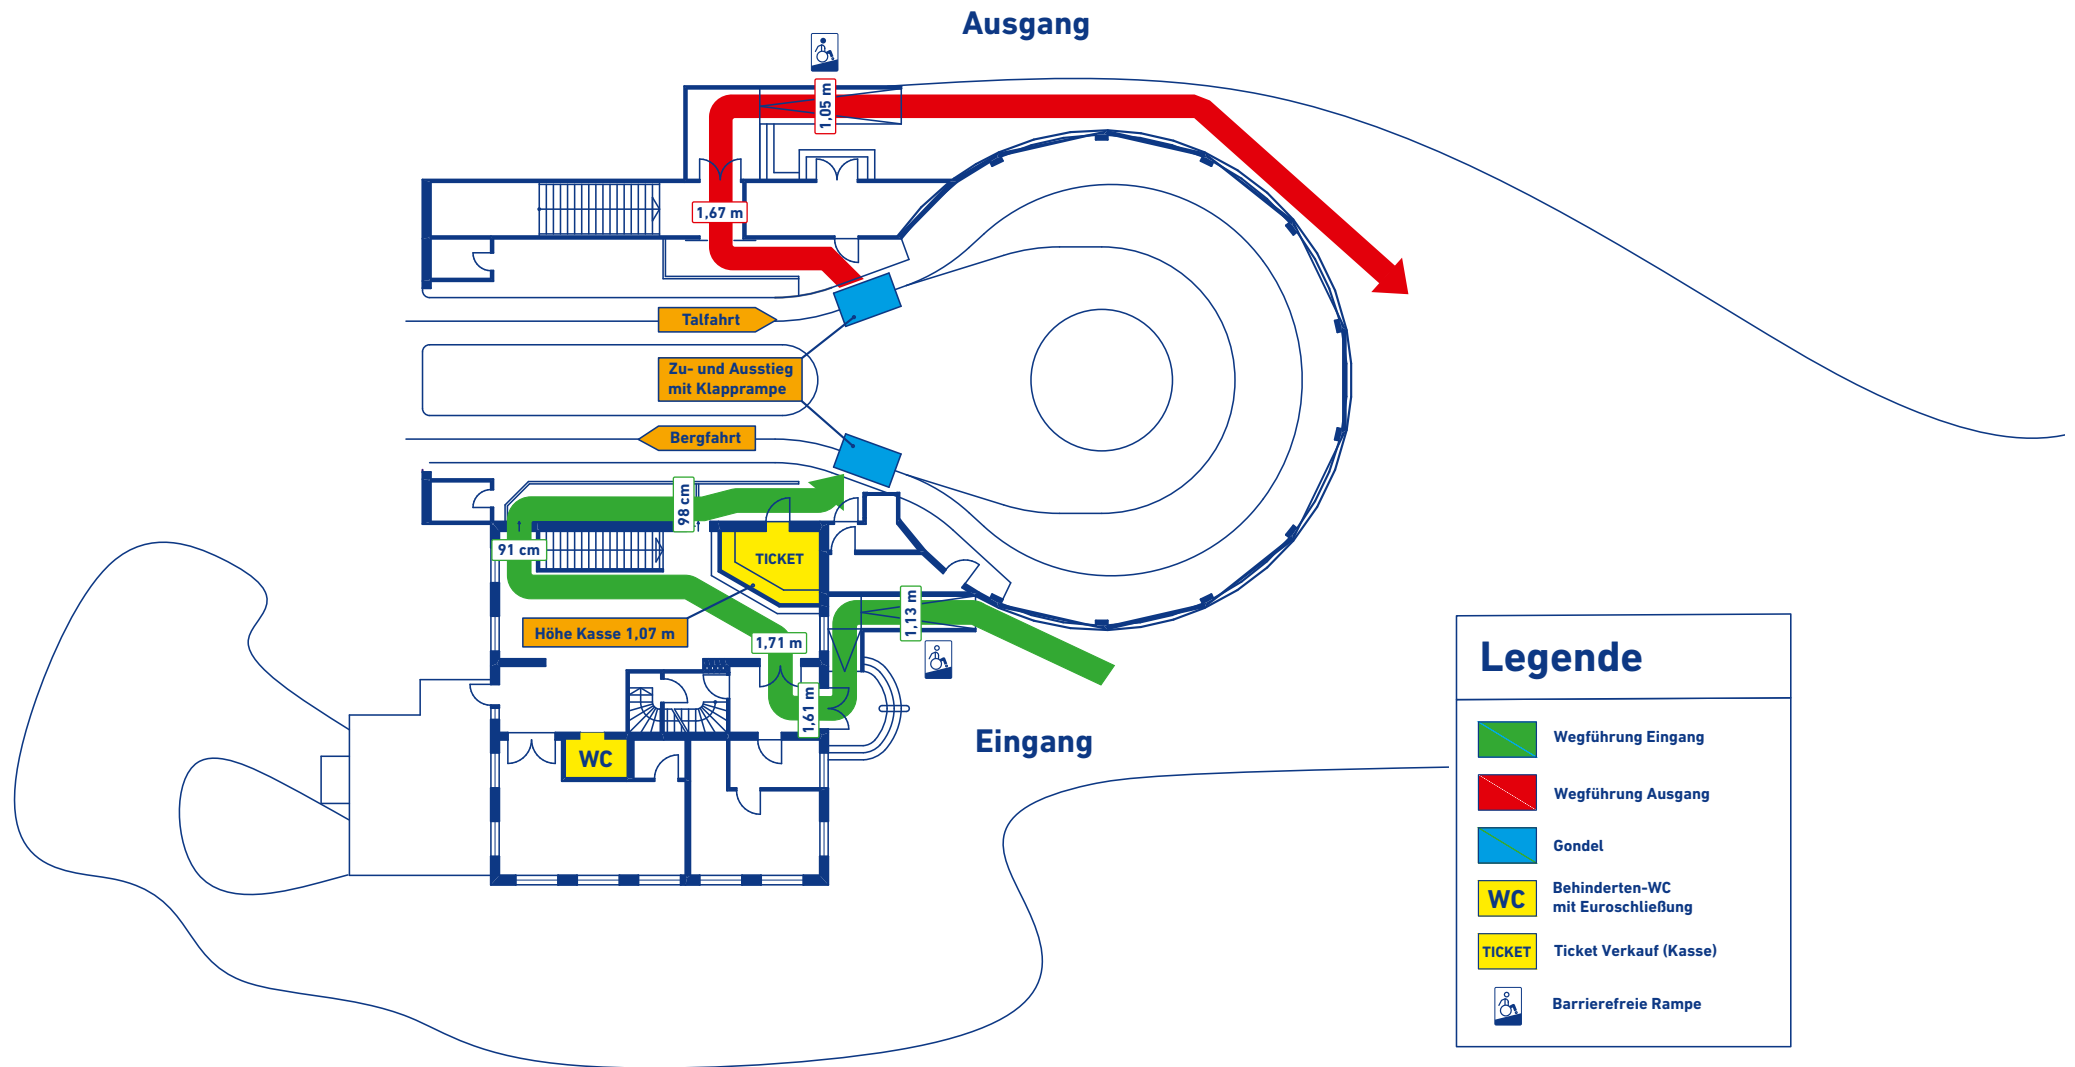 Ausgang
1,05 m
1,67 m
Talfahrt
Zu- und Ausstieg
mit Klapprampe
Bergfahrt
98 cm
91 cm
TICKET
1,13 m
Höhe Kasse 1,07 m
1,71 m
1,61 m
Eingang
WC
Legende
Wegführung Eingang
Wegführung Ausgang
Gondel
WC
Behinderten-WC
mit Euroschließung
TICKET
Ticket Verkauf (Kasse)
Barrierefreie Rampe